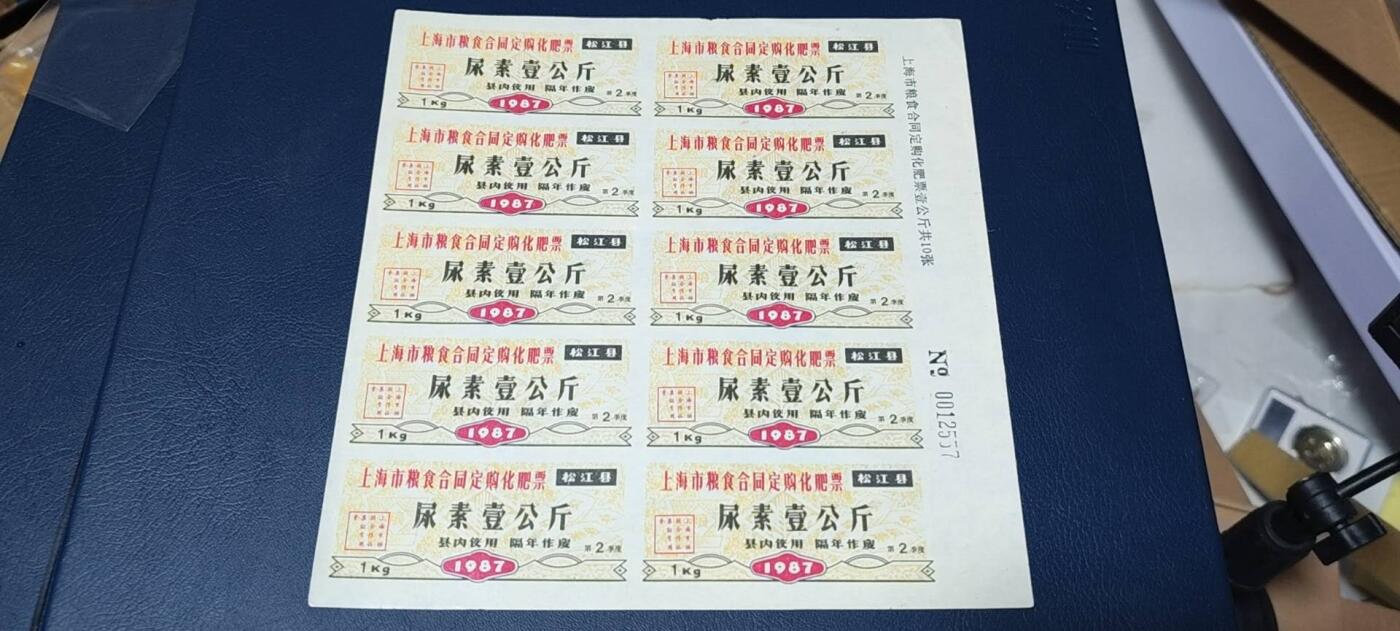 上海市粮食合同定购化肥票 松江县
尿素壹公斤
县内使用 隔年作废 第2季度
1Kg 1987
上海市粮食合同定购化肥票 松江县
尿素壹公斤
县内使用 隔年作废 第2季度
1Kg 1987
上海市粮食合同定购化肥票 松江县
尿素壹公斤
县内使用 隔年作废 第2季度
1Kg 1987
上海市粮食合同定购化肥票 松江县
尿素壹公斤
县内使用 隔年作废 第2季度
1Kg 1987
上海市粮食合同定购化肥票 松江县
尿素壹公斤
县内使用 隔年作废 第2季度
1Kg 1987
上海市粮食合同定购化肥票 松江县
尿素壹公斤
县内使用 隔年作废 第2季度
1Kg 1987
上海市粮食合同定购化肥票 松江县
尿素壹公斤
县内使用 隔年作废 第2季度
1Kg 1987
上海市粮食合同定购化肥票 松江县
尿素壹公斤
县内使用 隔年作废 第2季度
1Kg 1987
上海市粮食合同定购化肥票 松江县
尿素壹公斤
县内使用 隔年作废 第2季度
1Kg 1987
上海市粮食合同定购化肥票 松江县
尿素壹公斤
县内使用 隔年作废 第2季度
1Kg 1987
上海市粮食合同定购化肥票壹公斤共10张
№ 0012557